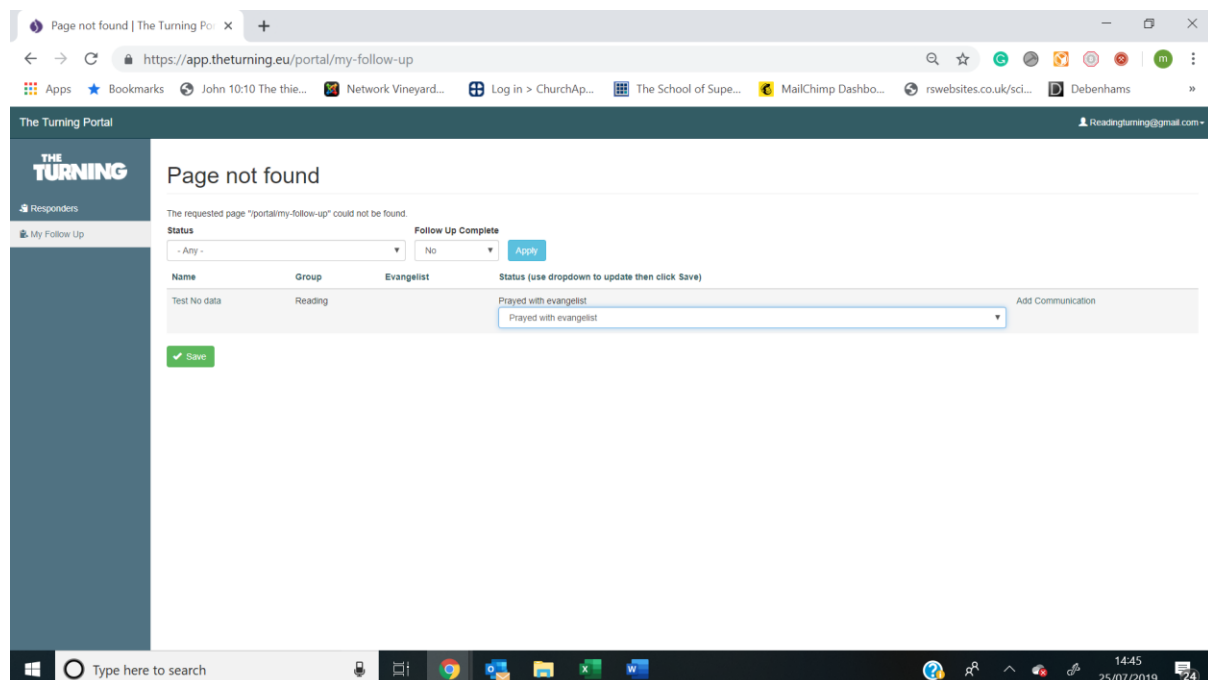 Page not found | The Turning Por
https://app.theturning.eu/portal/my-follow-up
m
Apps Bookmarks John 10:10 The thie... Network Vineyard... Log in > ChurchAp... The School of Supe... MailChimp Dashbo... rswebsites.co.uk/sci... Debenhams »
The Turning Portal Readingturning@gmail.com
THE
TURNING
Responders
My Follow Up
Page not found
The requested page "/portal/my-follow-up" could not be found.
Status Follow Up Complete
- Any - No Apply
Name Group Evangelist Status (use dropdown to update then click Save)
Test No data Reading Prayed with evangelist Add Communication
Prayed with evangelist
Save
Type here to search
14:45
25/07/2019
24